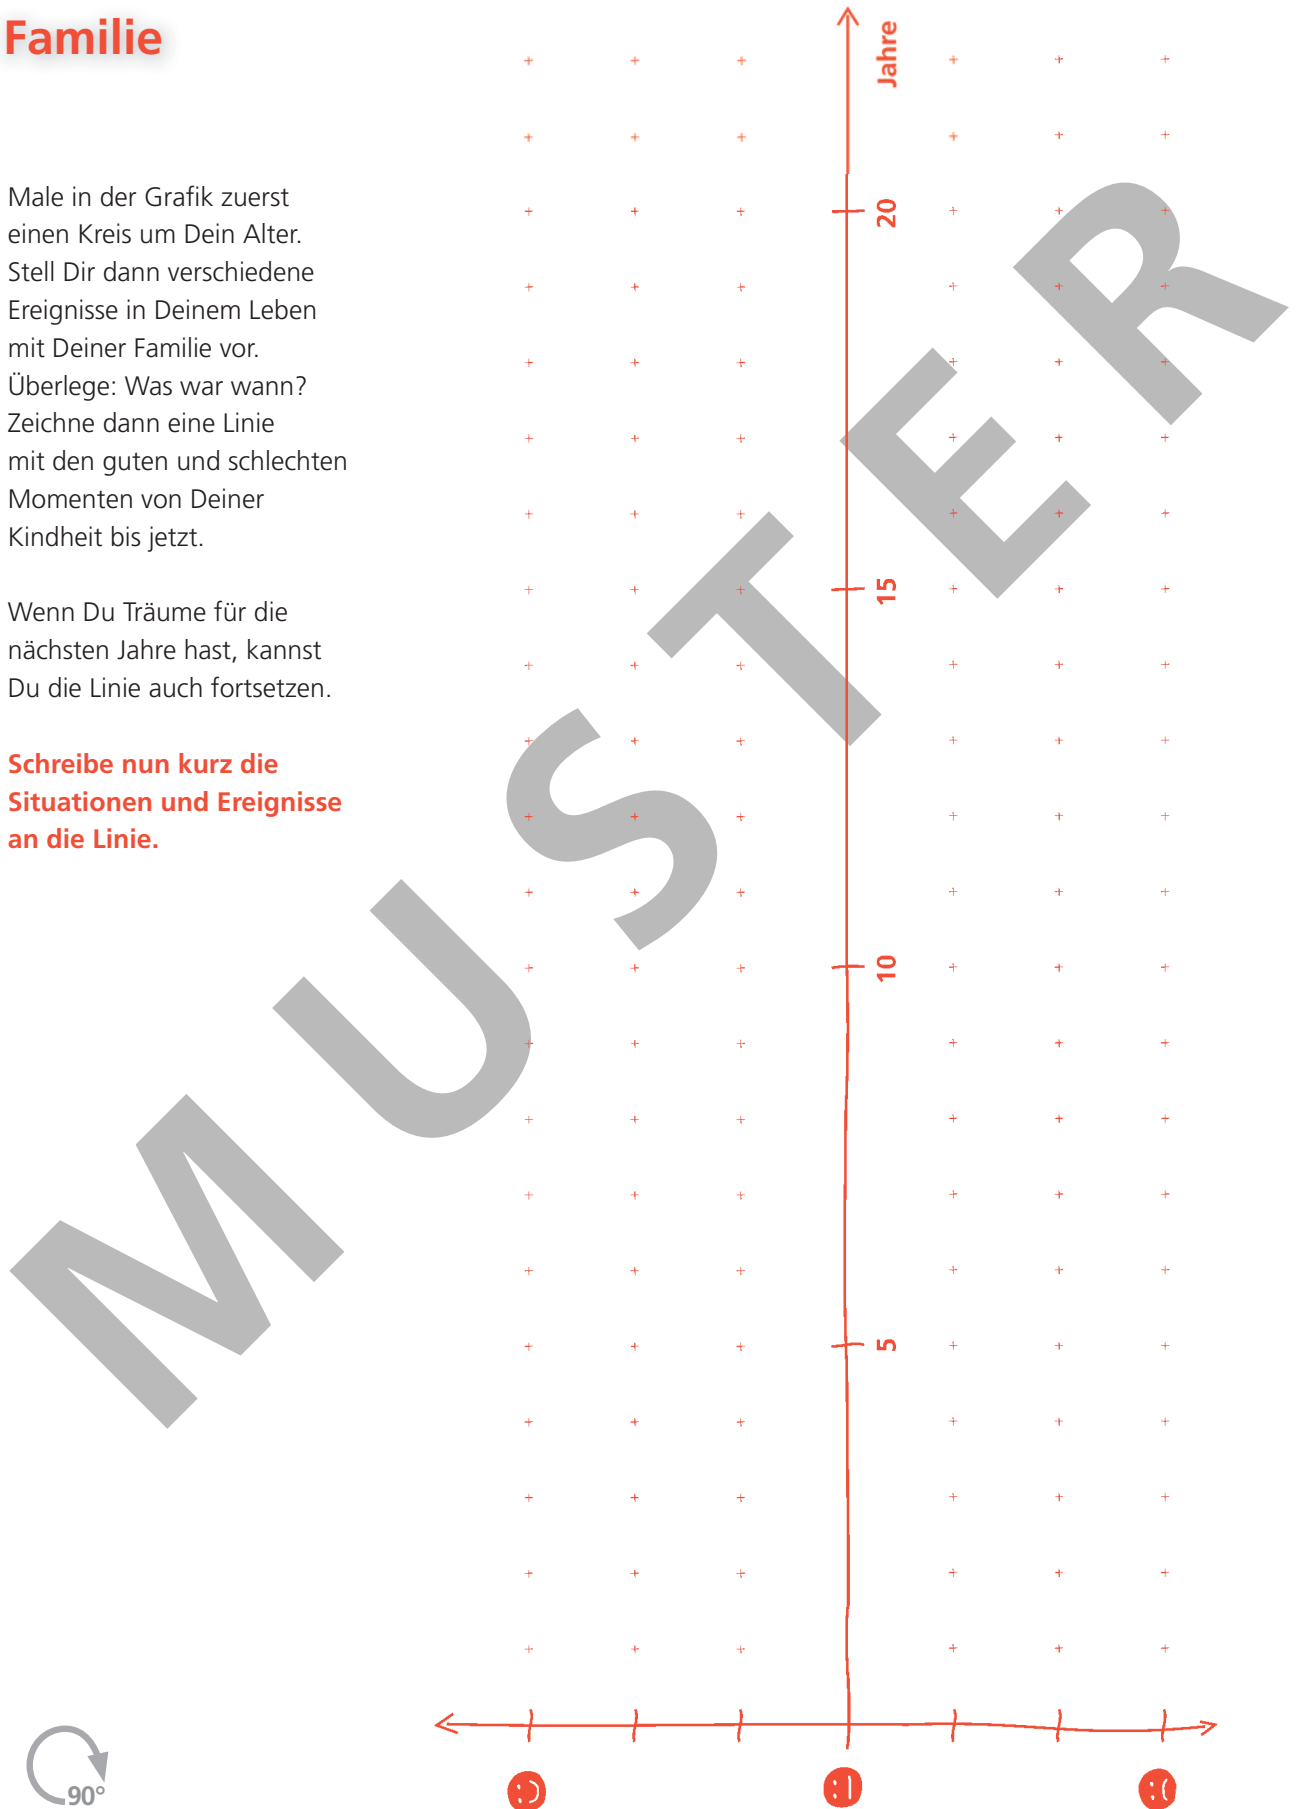 Familie
Male in der Grafik zuerst
einen Kreis um Dein Alter.
Stell Dir dann verschiedene
Ereignisse in Deinem Leben
mit Deiner Familie vor.
Überlege: Was war wann?
Zeichne dann eine Linie
mit den guten und schlechten
Momenten von Deiner
Kindheit bis jetzt.
Wenn Du Träume für die
nächsten Jahre hast, kannst
Du die Linie auch fortsetzen.
Schreibe nun kurz die
Situationen und Ereignisse
an die Linie.
Jahre
20
15
10
5
MUSTER
90°